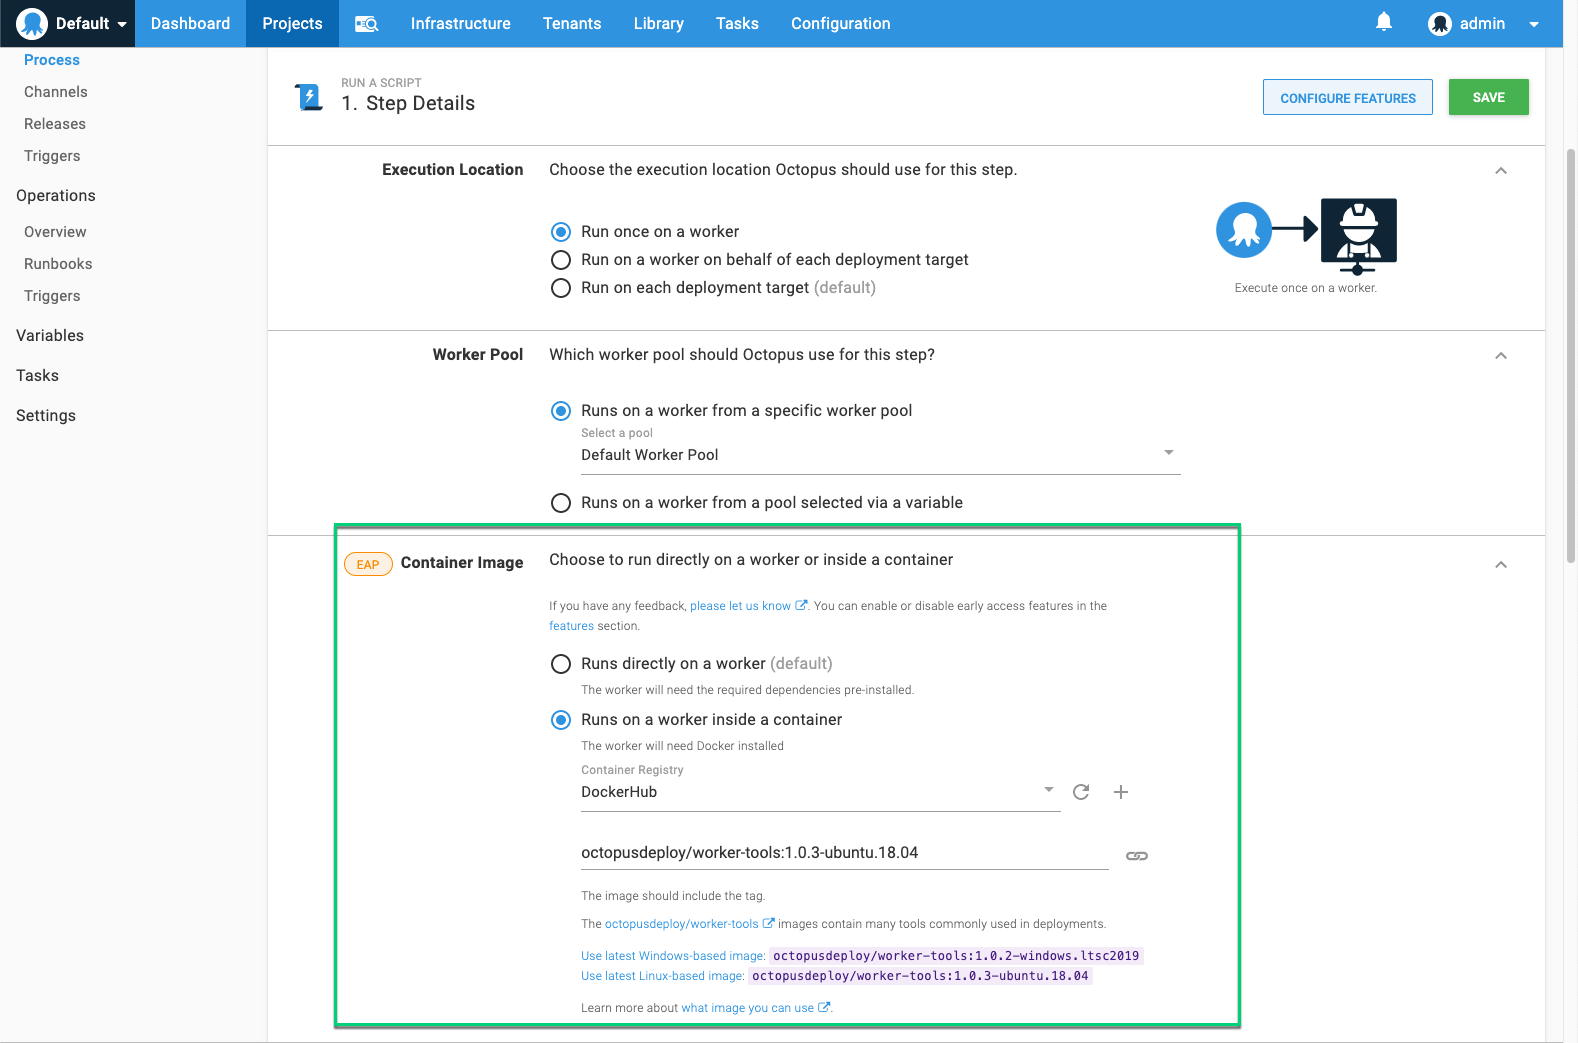 Default
Dashboard
Projects
Infrastructure
Tenants
Library
Tasks
Configuration
admin
Process
Channels
Releases
Triggers
Operations
Overview
Runbooks
Triggers
Variables
Tasks
Settings
RUN A SCRIPT
1. Step Details
CONFIGURE FEATURES
SAVE
Execution Location
Choose the execution location Octopus should use for this step.
Run once on a worker
Run on a worker on behalf of each deployment target
Run on each deployment target (default)
Execute once on a worker.
Worker Pool
Which worker pool should Octopus use for this step?
Runs on a worker from a specific worker pool
Select a pool
Default Worker Pool
Runs on a worker from a pool selected via a variable
EAP
Container Image
Choose to run directly on a worker or inside a container
If you have any feedback, please let us know. You can enable or disable early access features in the
features section.
Runs directly on a worker (default)
The worker will need the required dependencies pre-installed.
Runs on a worker inside a container
The worker will need Docker installed
Container Registry
DockerHub
octopusdeploy/worker-tools:1.0.3-ubuntu.18.04
The image should include the tag.
The octopusdeploy/worker-tools images contain many tools commonly used in deployments.
Use latest Windows-based image: octopusdeploy/worker-tools:1.0.2-windows.ltsc2019
Use latest Linux-based image: octopusdeploy/worker-tools:1.0.3-ubuntu.18.04
Learn more about what image you can use.